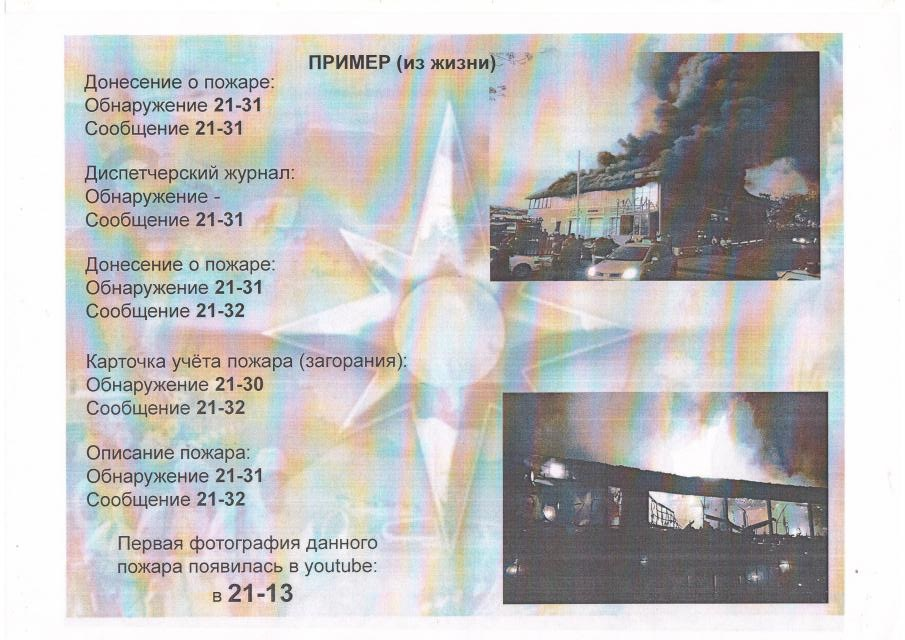 ПРИМЕР (из жизни)
Донесение о пожаре:
Обнаружение 21-31
Сообщение 21-31
Диспетчерский журнал:
Обнаружение -
Сообщение 21-31
Донесение о пожаре:
Обнаружение 21-31
Сообщение 21-32
Карточка учёта пожара (загорания):
Обнаружение 21-30
Сообщение 21-32
Описание пожара:
Обнаружение 21-31
Сообщение 21-32
Первая фотография данного
пожара появилась в youtube:
в 21-13